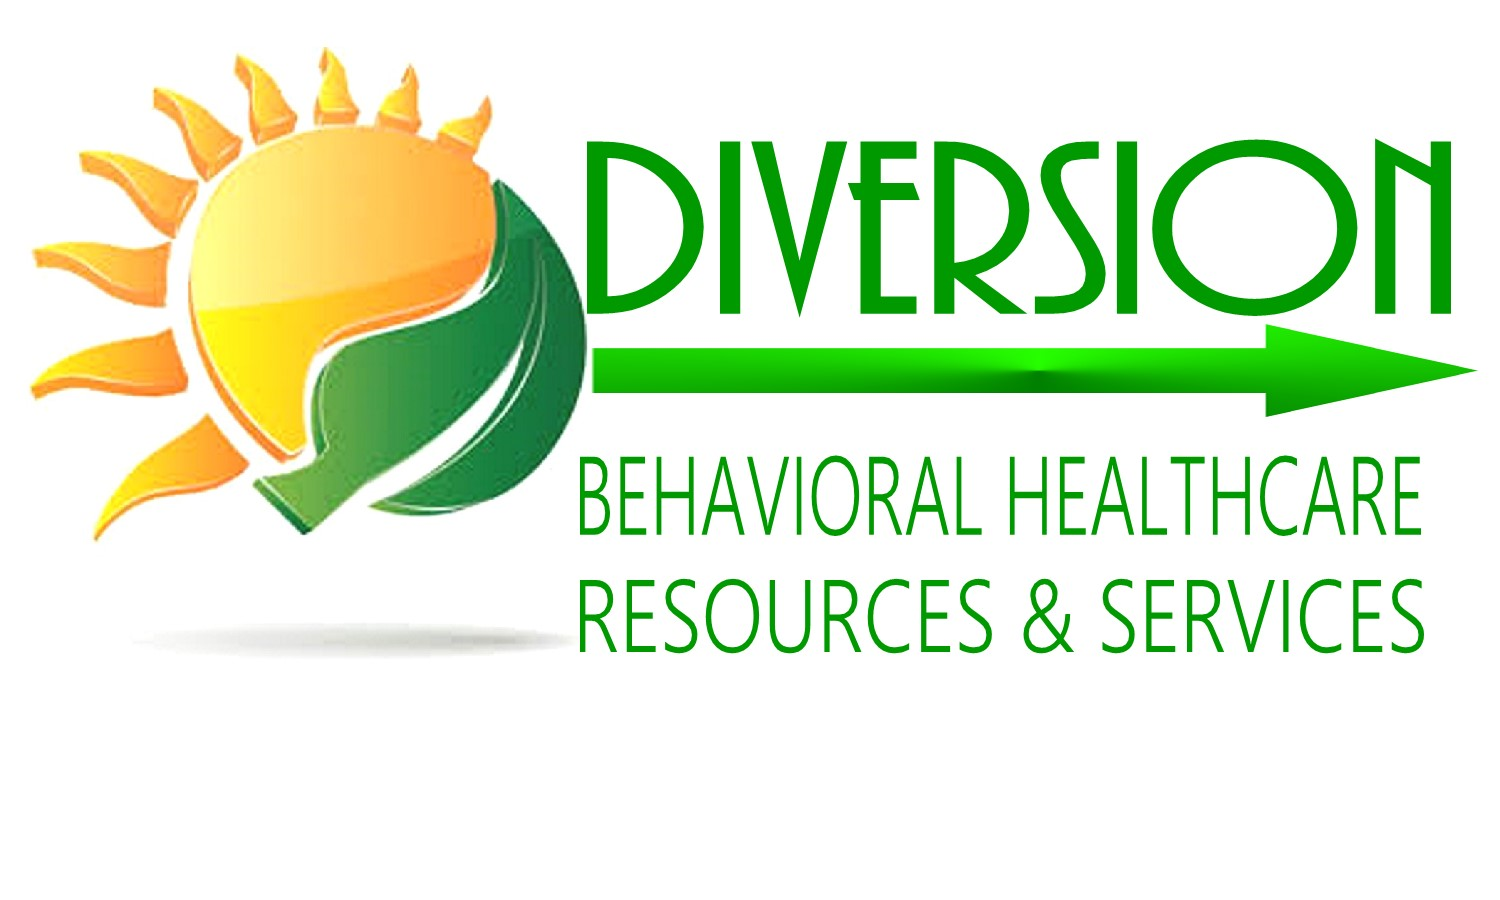 DIVERSION
BEHAVIORAL HEALTHCARE
RESOURCES & SERVICES